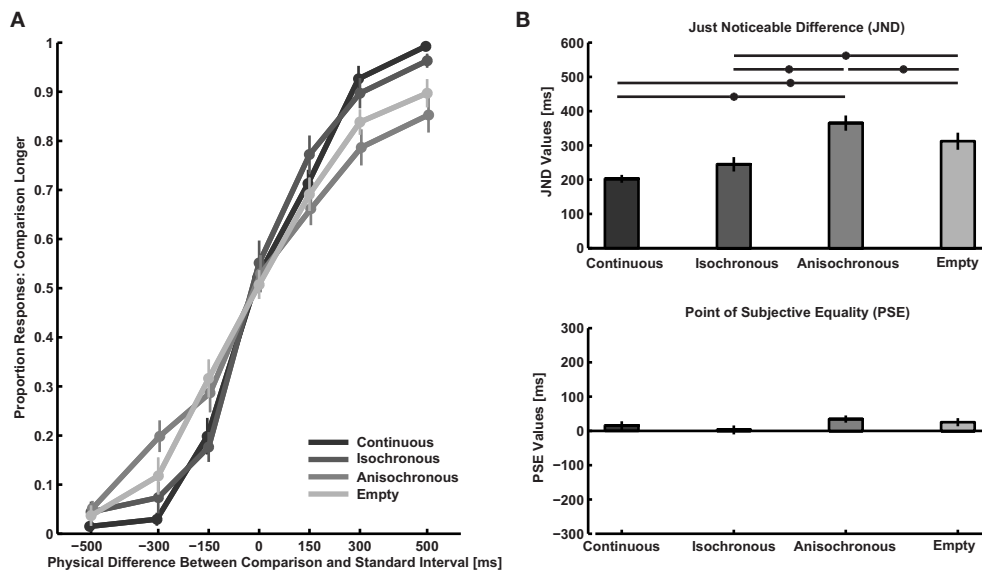 A
Proportion Response: Comparison Longer
1
0.9
0.8
0.7
0.6
0.5
0.4
0.3
0.2
0.1
0
−500 −300 −150 0 150 300 500
Physical Difference Between Comparison and Standard Interval [ms]
Continuous
Isochronous
Anisochronous
Empty
B
Just Noticeable Difference (JND)
JND Values [ms]
600
500
400
300
200
100
0
Continuous Isochronous Anisochronous Empty
Point of Subjective Equality (PSE)
PSE Values [ms]
300
200
100
0
−100
−200
−300
Continuous Isochronous Anisochronous Empty